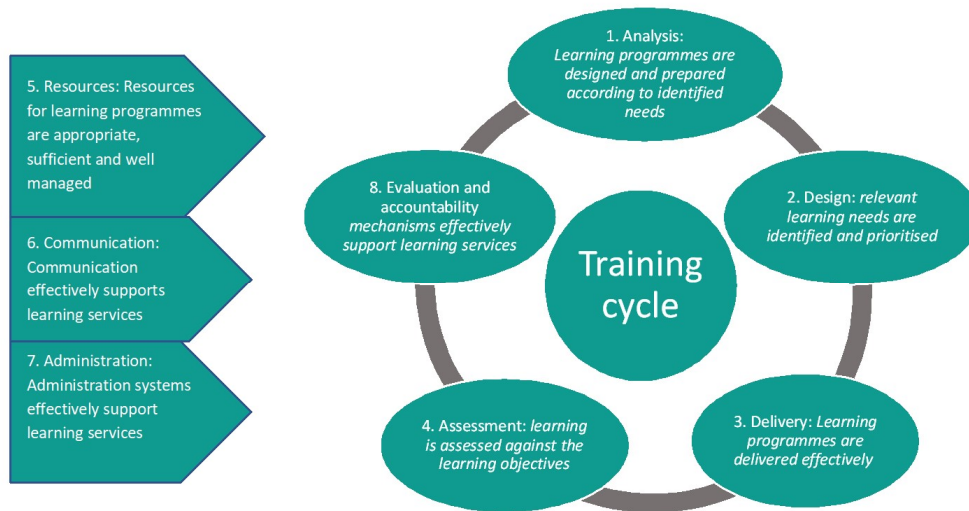 5. Resources: Resources
for learning programmes
are appropriate,
sufficient and well
managed
6. Communication:
Communication
effectively supports
learning services
7. Administration:
Administration systems
effectively support
learning services
1. Analysis:
Learning programmes are
designed and prepared
according to identified
needs
2. Design: relevant
learning needs are
identified and prioritised
3. Delivery: Learning
programmes are
delivered effectively
4. Assessment: learning
is assessed against the
learning objectives
8. Evaluation and
accountability
mechanisms effectively
support learning services
Training
cycle